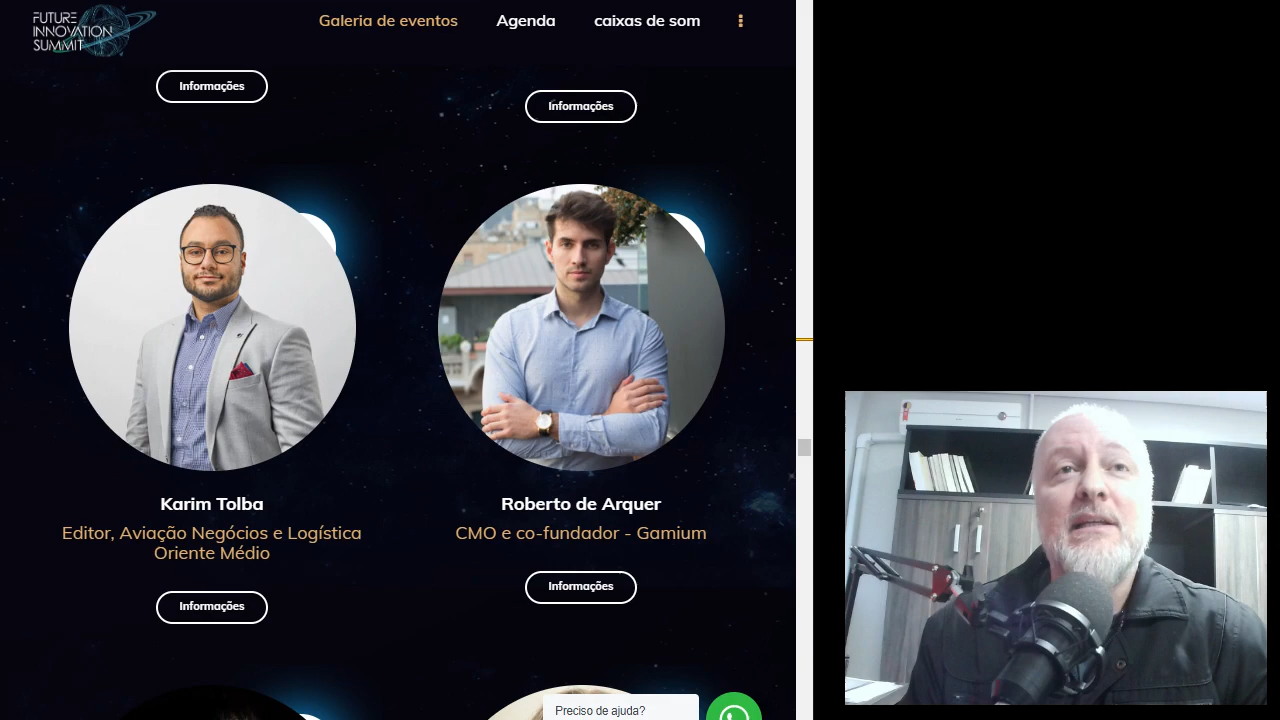 FUTURE
INNOVATION
SUMMIT
Galeria de eventos
Agenda
caixas de som
Informações
Informações
Karim Tolba
Editor, Aviação Negócios e Logística
Oriente Médio
Informações
Roberto de Arquer
CMO e co-fundador - Gamium
Informações
Preciso de ajuda?